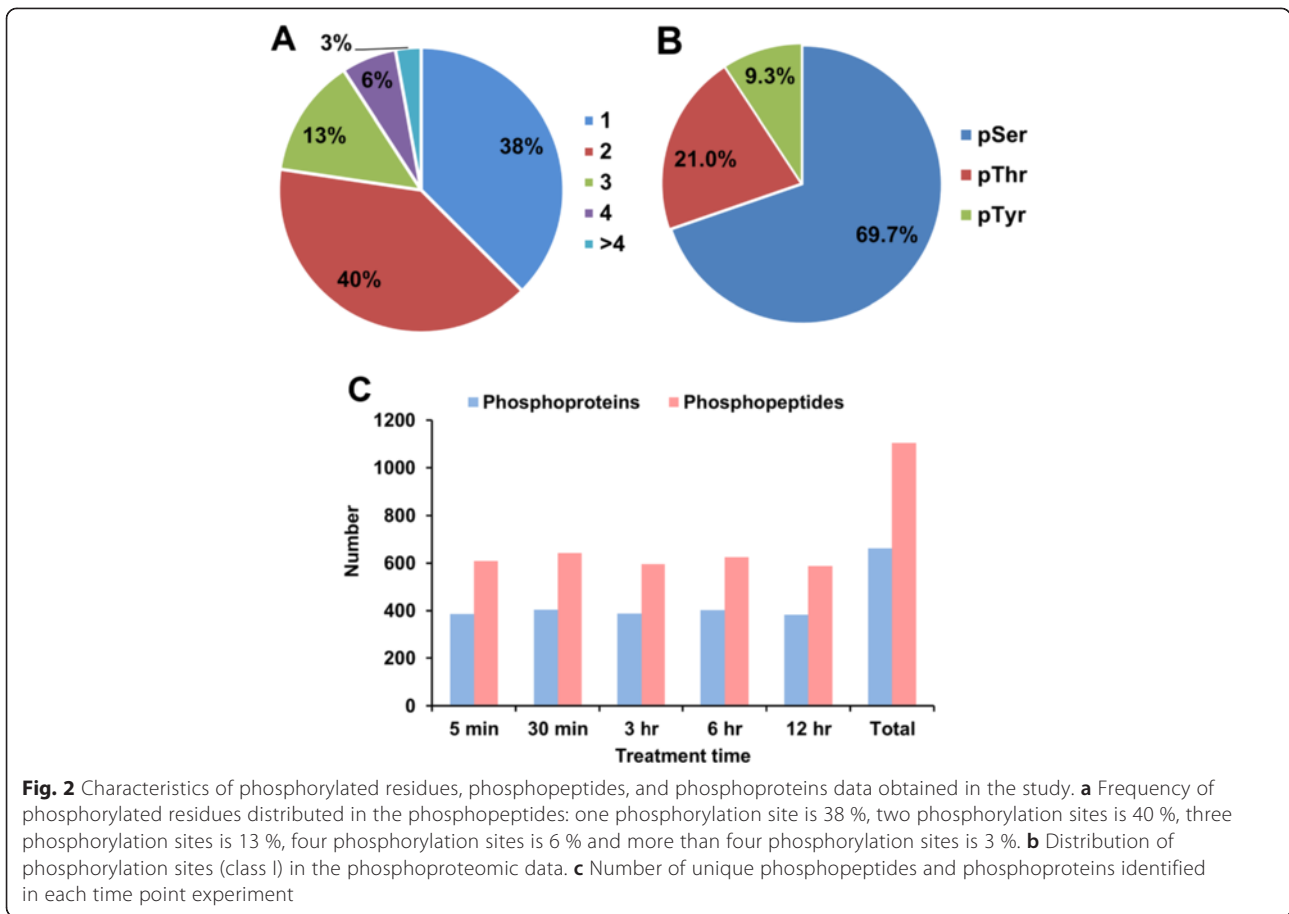 A
3%
6%
13%
38%
40%
1
2
3
4
>4
B
9.3%
21.0%
69.7%
pSer
pThr
pTyr
C
Phosphoproteins Phosphopeptides
1200
1000
800
600
400
200
0
Number
5 min 30 min 3 hr 6 hr 12 hr Total
Treatment time
Fig. 2 Characteristics of phosphorylated residues, phosphopeptides, and phosphoproteins data obtained in the study. a Frequency of
phosphorylated residues distributed in the phosphopeptides: one phosphorylation site is 38 %, two phosphorylation sites is 40 %, three
phosphorylation sites is 13 %, four phosphorylation sites is 6 % and more than four phosphorylation sites is 3 %. b Distribution of
phosphorylation sites (class I) in the phosphoproteomic data. c Number of unique phosphopeptides and phosphoproteins identified
in each time point experiment